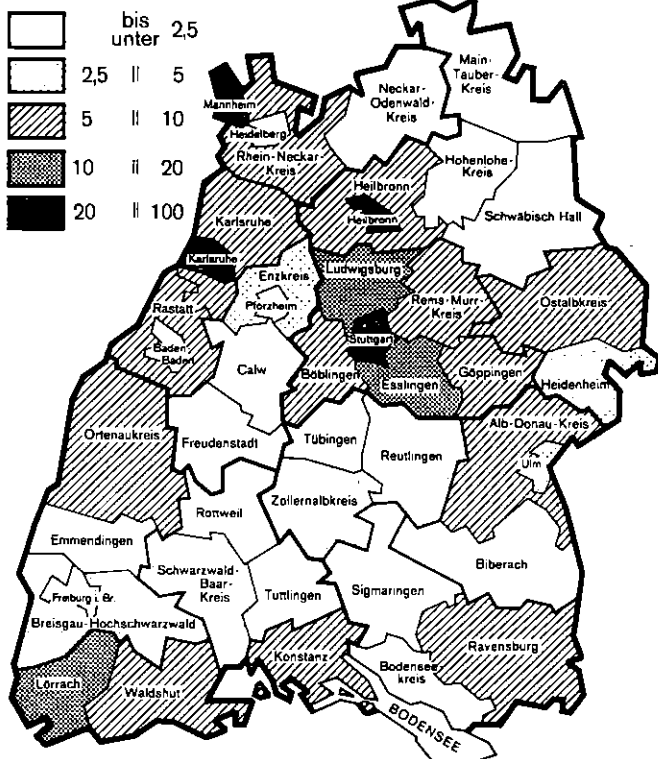 bis
unter 2,5
2,5 " 5
5 " 10
10 " 20
20 " 100
Main-
Tauber-
Kreis
Neckar-
Odenwald-
Kreis
Mannheim
Heidelberg
Rhein-Neckar-
Kreis
Hohenlohe-
Kreis
Heilbronn
Heilbronn
Schwäbisch Hall
Karlsruhe
Karlsruhe
Enzkreis
Ludwigsburg
Pforzheim
Rems-Murr-
Kreis
Ostalbkreis
Rastatt
Baden-
Baden
Stuttgart
Calw
Böblingen
Esslingen
Göppingen
Heidenheim
Ortenaukreis
Freudenstadt
Tübingen
Reutlingen
Alb-Donau-Kreis
Ulm
Rottweil
Zollernalbkreis
Emmendingen
Schwarzwald-
Baar-
Kreis
Tuttlingen
Sigmaringen
Biberach
Freiburg i. Br.
Breisgau-Hochschwarzwald
Lörrach
Waldshut
Konstanz
Bodensee-
kreis
Ravensburg
BODENSEE